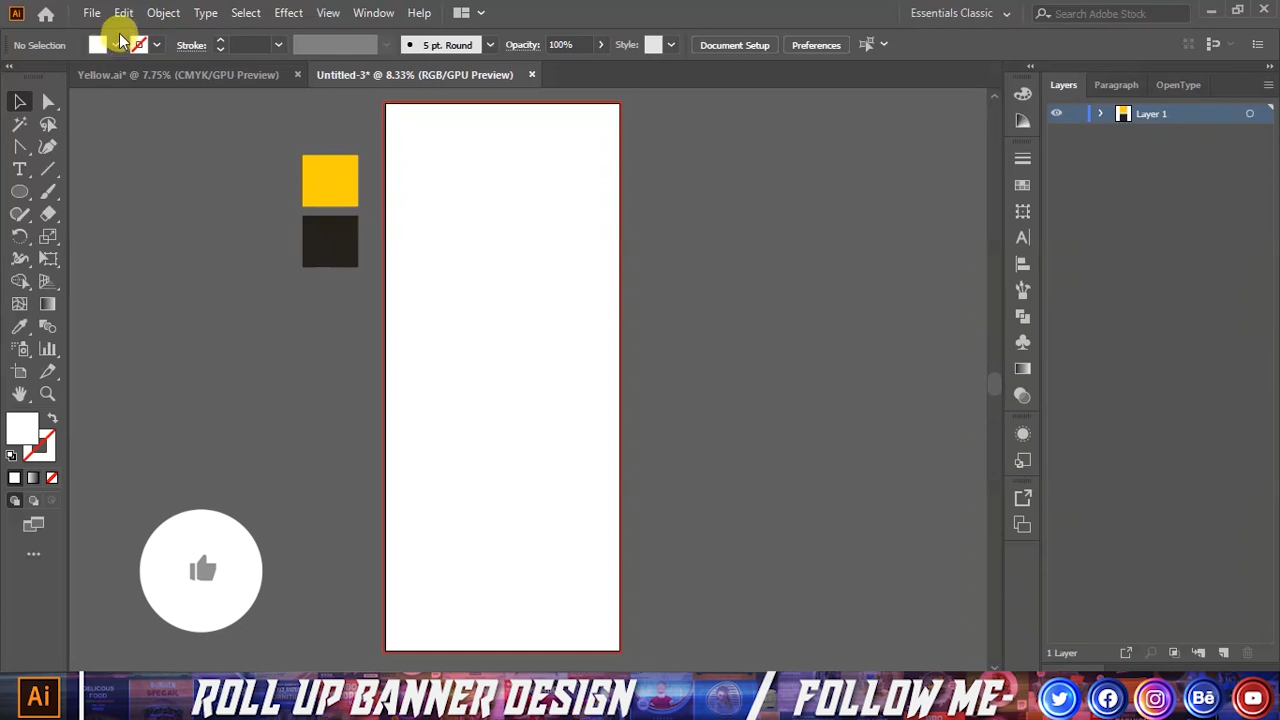 Ai File Edit Object Type Select Effect View Window Help Essentials Classic Search Adobe Stock
No Selection Stroke: 5 pt. Round Opacity: 100% Style: Document Setup Preferences
Yellow.ai* @ 7.75% (CMYK/GPU Preview) × Untitled-3* @ 8.33% (RGB/GPU Preview) × Layers Paragraph OpenType
Layer 1
1 Layer
Ai ROLL UP BANNER DESIGN / FOLLOW ME-